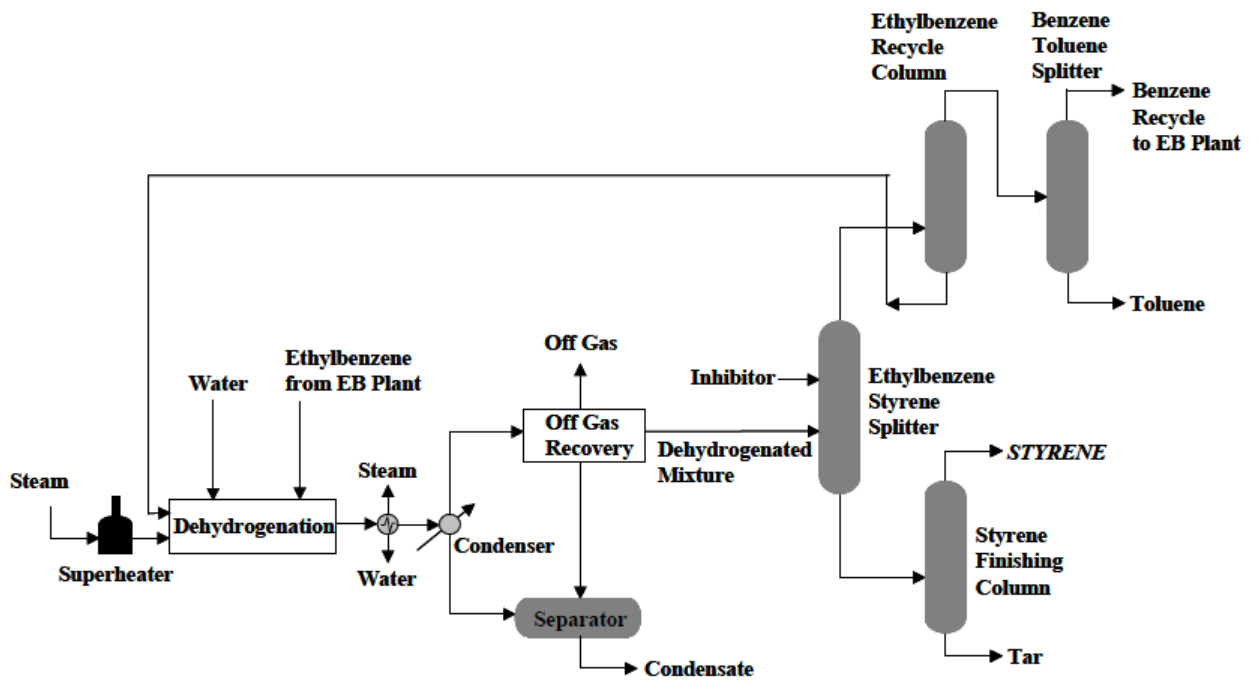 Ethylbenzene
Recycle
Column
Benzene
Toluene
Splitter
Benzene
Recycle
to EB Plant
Toluene
Off Gas
Ethylbenzene
from EB Plant
Water
Inhibitor
Ethylbenzene
Styrene
Splitter
Off Gas
Recovery
Dehydrogenated
Mixture
Steam
STYRENE
Steam
Dehydrogenation
Condenser
Superheater
Water
Styrene
Finishing
Column
Separator
Condensate
Tar